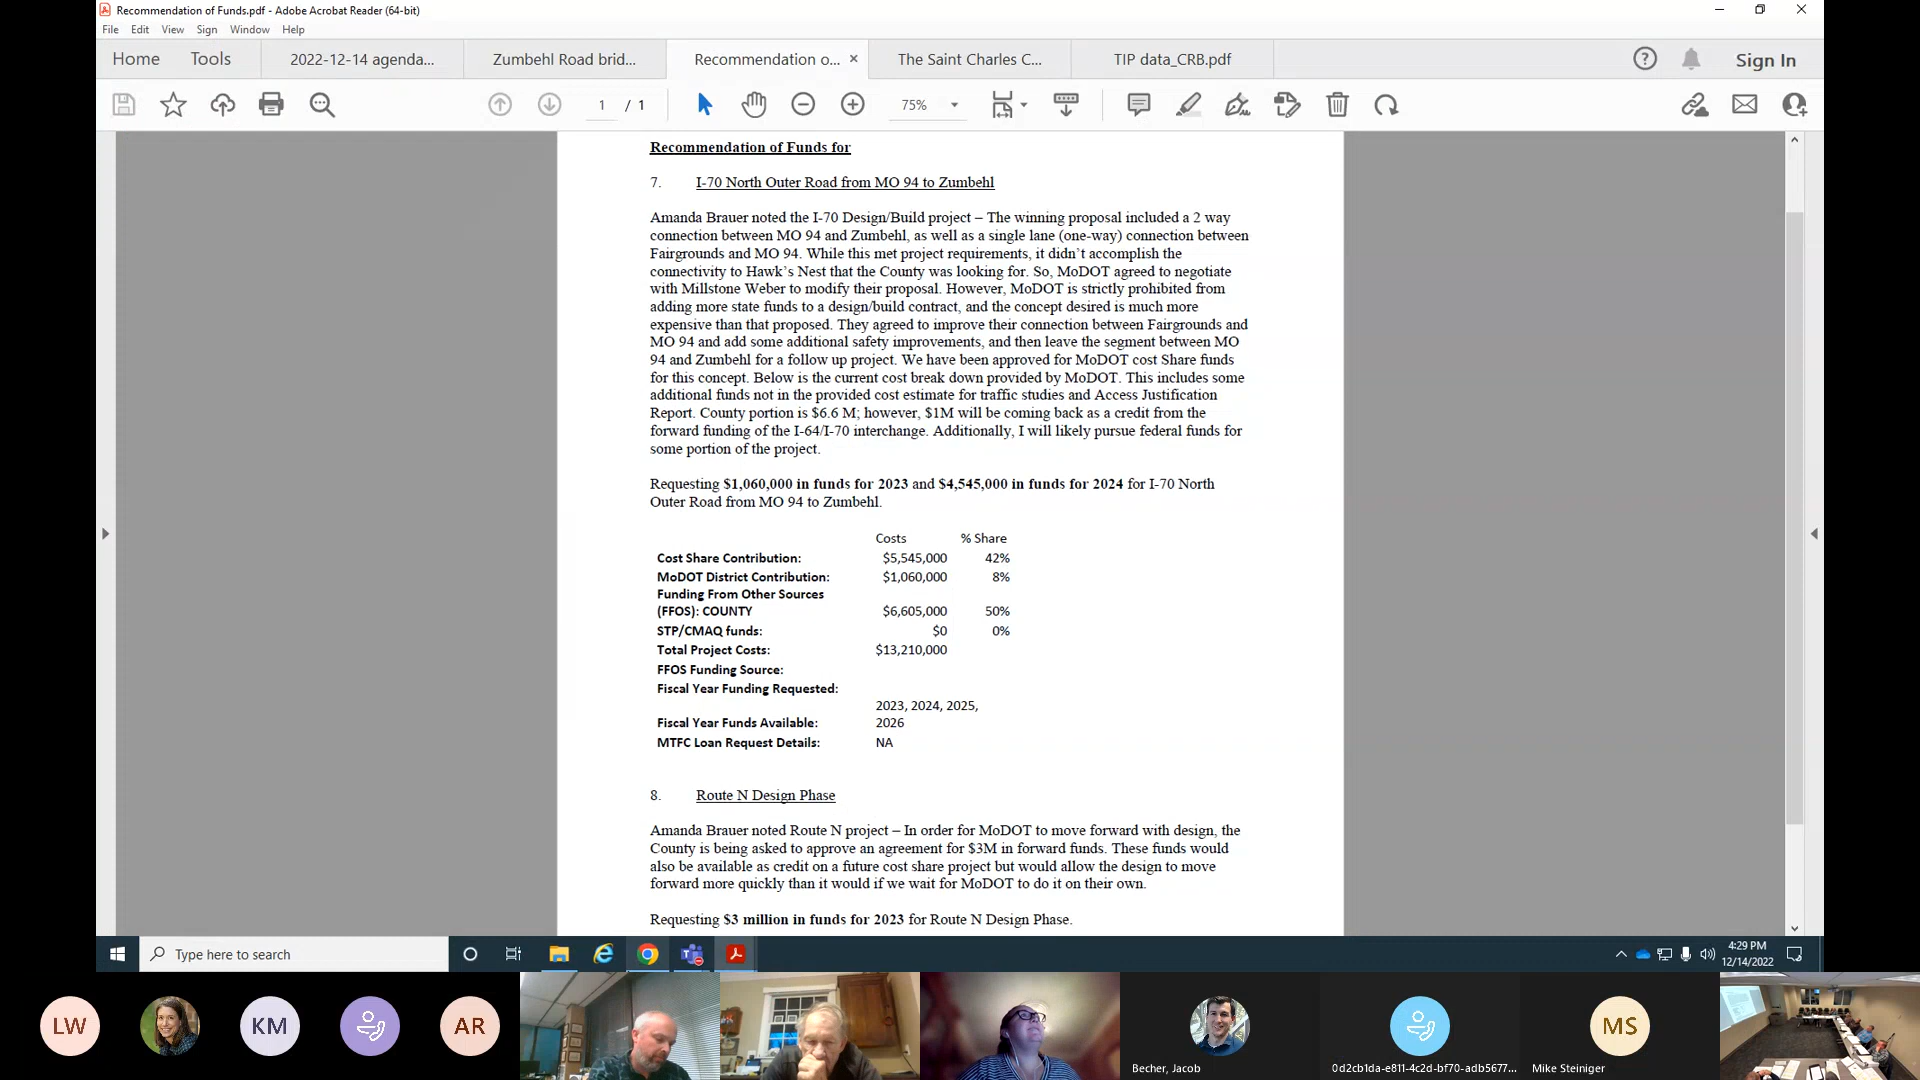 Recommendation of Funds.pdf - Adobe Acrobat Reader (64-bit)
File Edit View Sign Window Help
Home Tools 2022-12-14 agenda... Zumbehl Road brid... Recommendation o... × The Saint Charles C... TIP data_CRB.pdf Sign In
1 / 1 75%
Recommendation of Funds for
7. I-70 North Outer Road from MO 94 to Zumbehl
Amanda Brauer noted the I-70 Design/Build project – The winning proposal included a 2 way
connection between MO 94 and Zumbehl, as well as a single lane (one-way) connection between
Fairgrounds and MO 94. While this met project requirements, it didn't accomplish the
connectivity to Hawk's Nest that the County was looking for. So, MoDOT agreed to negotiate
with Millstone Weber to modify their proposal. However, MoDOT is strictly prohibited from
adding more state funds to a design/build contract, and the concept desired is much more
expensive than that proposed. They agreed to improve their connection between Fairgrounds and
MO 94 and add some additional safety improvements, and then leave the segment between MO
94 and Zumbehl for a follow up project. We have been approved for MoDOT cost Share funds
for this concept. Below is the current cost break down provided by MoDOT. This includes some
additional funds not in the provided cost estimate for traffic studies and Access Justification
Report. County portion is $6.6 M; however, $1M will be coming back as a credit from the
forward funding of the I-64/I-70 interchange. Additionally, I will likely pursue federal funds for
some portion of the project.
Requesting $1,060,000 in funds for 2023 and $4,545,000 in funds for 2024 for I-70 North
Outer Road from MO 94 to Zumbehl.
Costs % Share
Cost Share Contribution: $5,545,000 42%
MoDOT District Contribution: $1,060,000 8%
Funding From Other Sources
(FFOS): COUNTY $6,605,000 50%
STP/CMAQ funds: $0 0%
Total Project Costs: $13,210,000
FFOS Funding Source:
Fiscal Year Funding Requested:
2023, 2024, 2025,
Fiscal Year Funds Available: 2026
MTFC Loan Request Details: NA
8. Route N Design Phase
Amanda Brauer noted Route N project – In order for MoDOT to move forward with design, the
County is being asked to approve an agreement for $3M in forward funds. These funds would
also be available as credit on a future cost share project but would allow the design to move
forward more quickly than it would if we wait for MoDOT to do it on their own.
Requesting $3 million in funds for 2023 for Route N Design Phase.
Type here to search
4:29 PM
12/14/2022
LW KM AR MS
Becher, Jacob 0d2cb1da-e811-4c2d-bf70-adb5677... Mike Steiniger